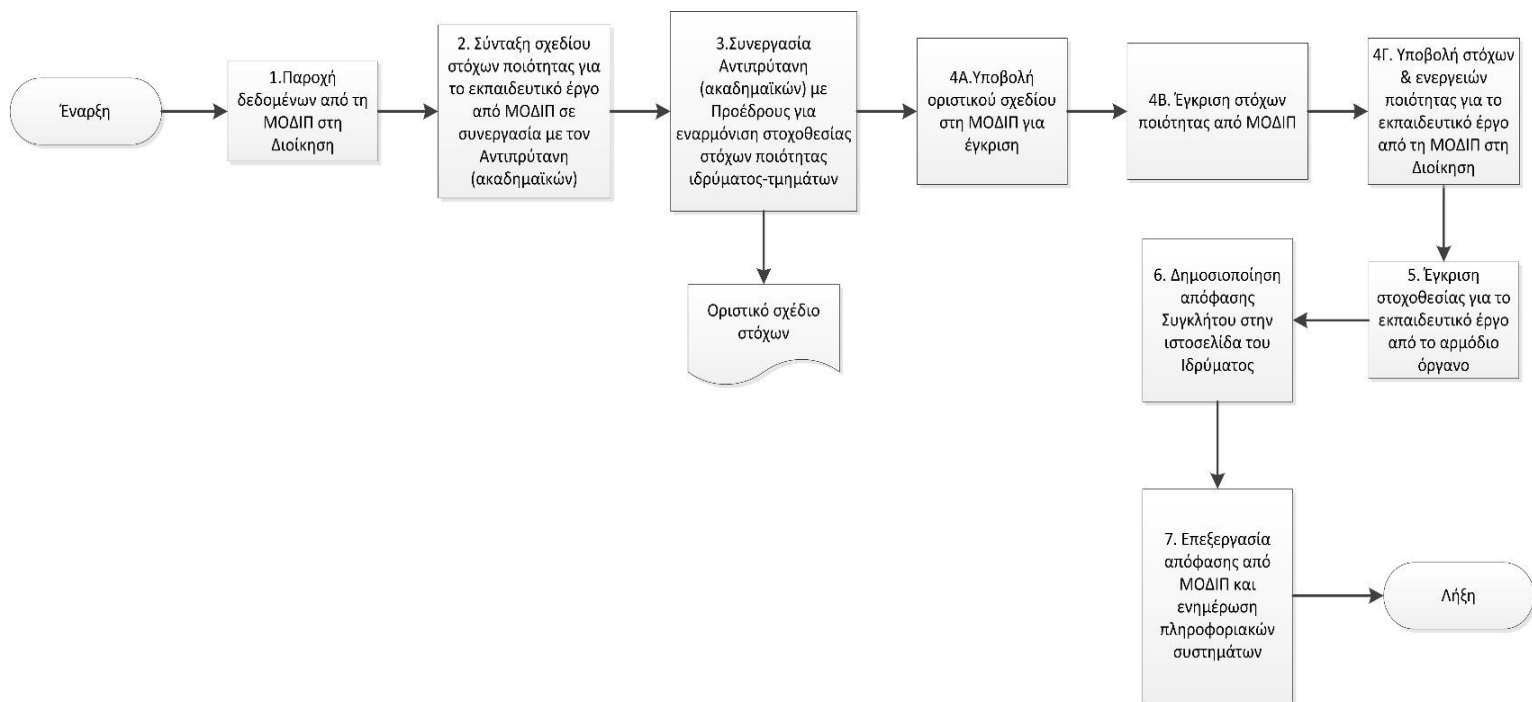 Έναρξη
1.Παροχή
δεδομένων από τη
ΜΟΔΙΠ στη
Διοίκηση
2. Σύνταξη σχεδίου
στόχων ποιότητας για
το εκπαιδευτικό έργο
από ΜΟΔΙΠ σε
συνεργασία με τον
Αντιπρύτανη
(ακαδημαϊκών)
3.Συνεργασία
Αντιπρύτανη
(ακαδημαϊκών) με
Προέδρους για
εναρμόνιση στοχοθεσίας
στόχων ποιότητας
ιδρύματος-τμημάτων
4Α.Υποβολή
οριστικού σχεδίου
στη ΜΟΔΙΠ για
έγκριση
4Β. Έγκριση στόχων
ποιότητας από ΜΟΔΙΠ
4Γ. Υποβολή στόχων
& ενεργειών
ποιότητας για το
εκπαιδευτικό έργο
από τη ΜΟΔΙΠ στη
Διοίκηση
Οριστικό σχέδιο
στόχων
5. Έγκριση
στοχοθεσίας για το
εκπαιδευτικό έργο
από το αρμόδιο
όργανο
6. Δημοσιοποίηση
απόφασης
Συγκλήτου στην
ιστοσελίδα του
Ιδρύματος
7. Επεξεργασία
απόφασης από
ΜΟΔΙΠ και
ενημέρωση
πληροφοριακών
συστημάτων
Λήξη